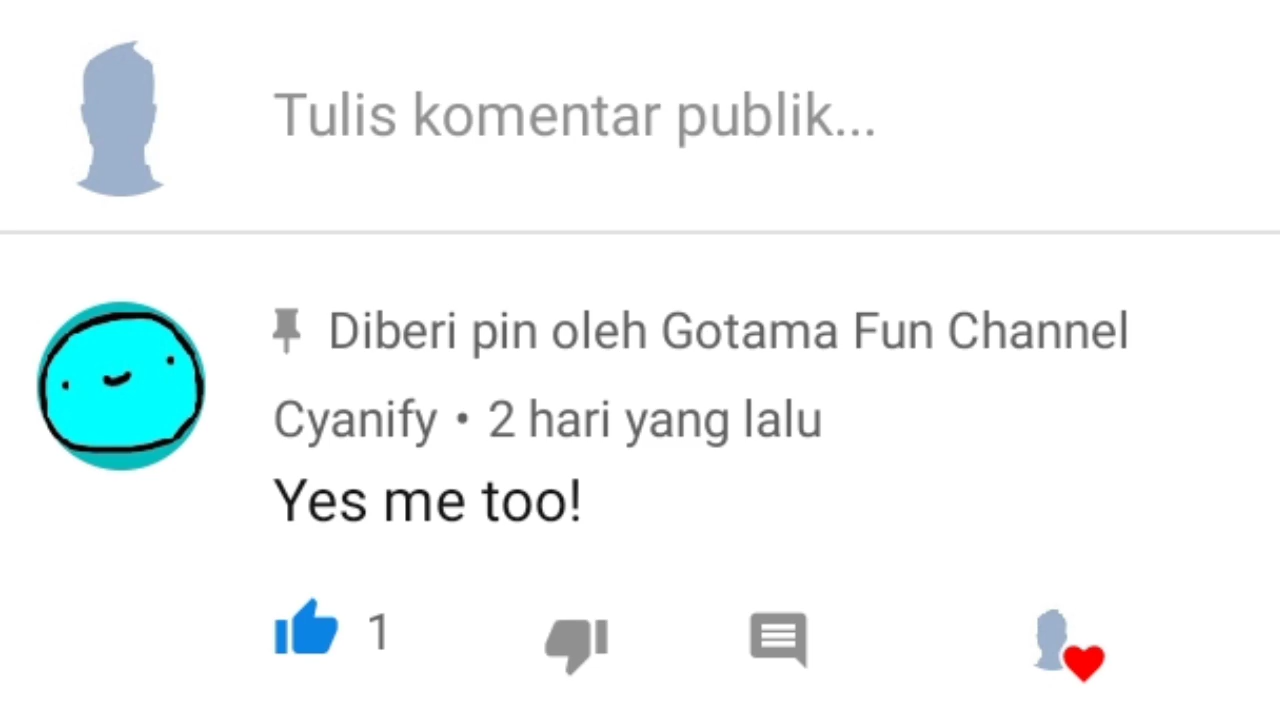 Tulis komentar publik...
Diberi pin oleh Gotama Fun Channel
Cyanify • 2 hari yang lalu
Yes me too!
1